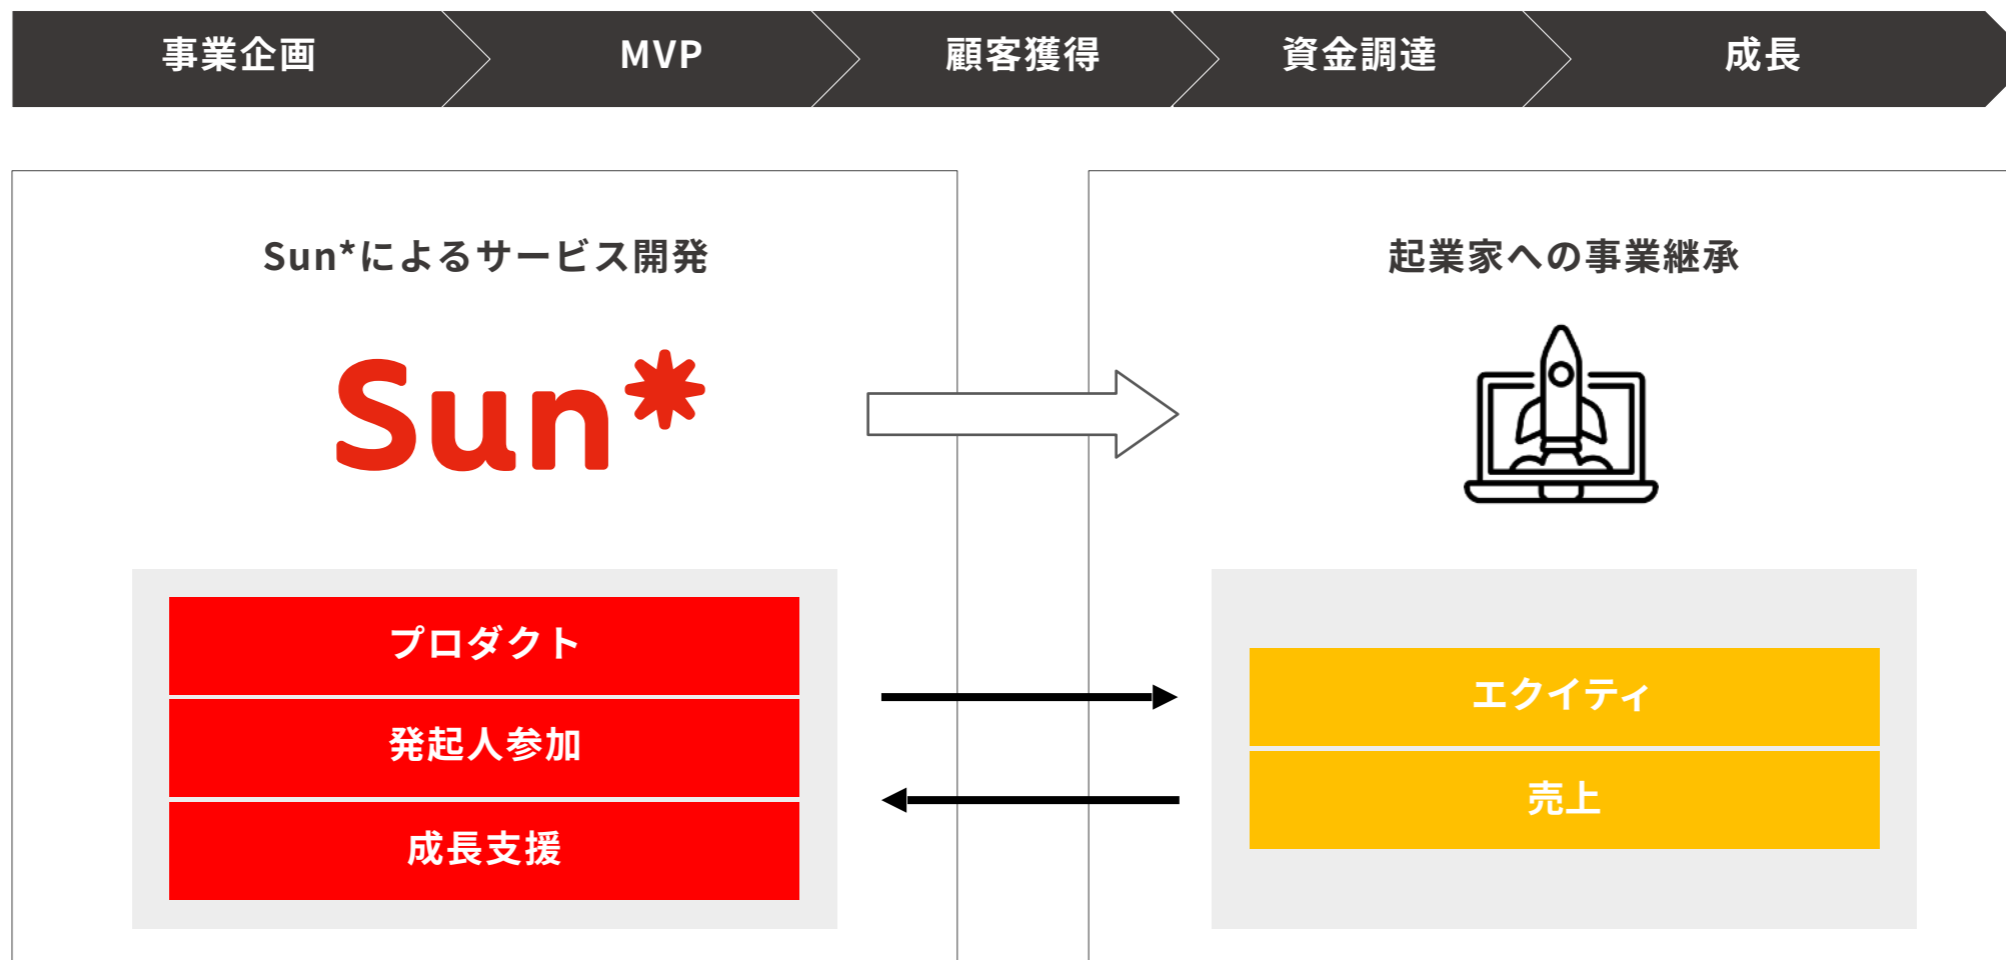 事業企画
MVP
顧客獲得
資金調達
成長
Sun*によるサービス開発
Sun*
プロダクト
発起人参加
成長支援
起業家への事業継承
エクイティ
売上